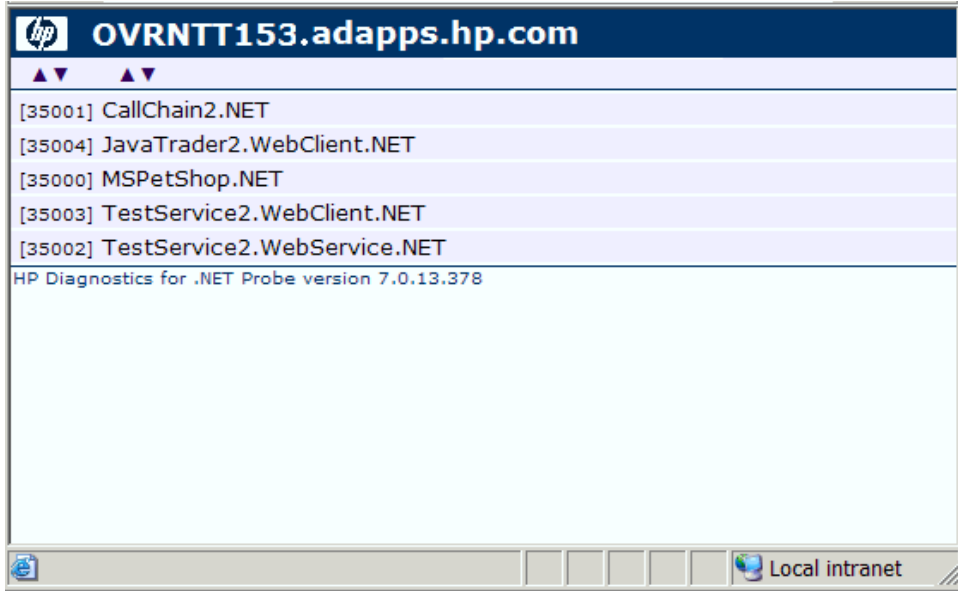 hp OVRNTT153.adapps.hp.com
▲▼ ▲▼
[35001] CallChain2.NET
[35004] JavaTrader2.WebClient.NET
[35000] MSPetShop.NET
[35003] TestService2.WebClient.NET
[35002] TestService2.WebService.NET
HP Diagnostics for .NET Probe version 7.0.13.378
Local intranet